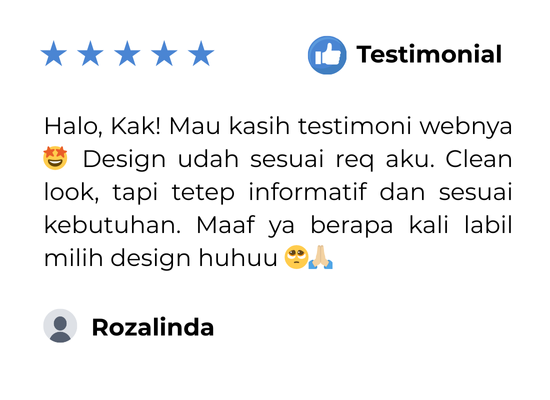 Testimonial
Halo, Kak! Mau kasih testimoni webnya
🤩 Design udah sesuai req aku. Clean
look, tapi tetep informatif dan sesuai
kebutuhan. Maaf ya berapa kali labil
milih design huhuu 🥺🙏🏻
Rozalinda